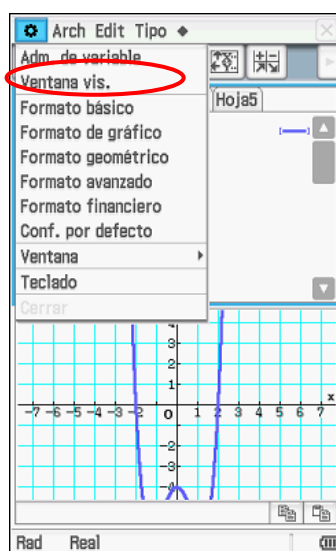 Arch Edit Tipo
Adm. de variable
Ventana vis.
Hoja5
Formato básico
Formato de gráfico
Formato geométrico
Formato avanzado
Formato financiero
Conf. por defecto
Ventana
Teclado
Cerrar
4
3
2
1
x
-7 -6 -5 -4 -3 -2 0 1 2 3 4 5 6 7
-2
-3
-4
Rad Real